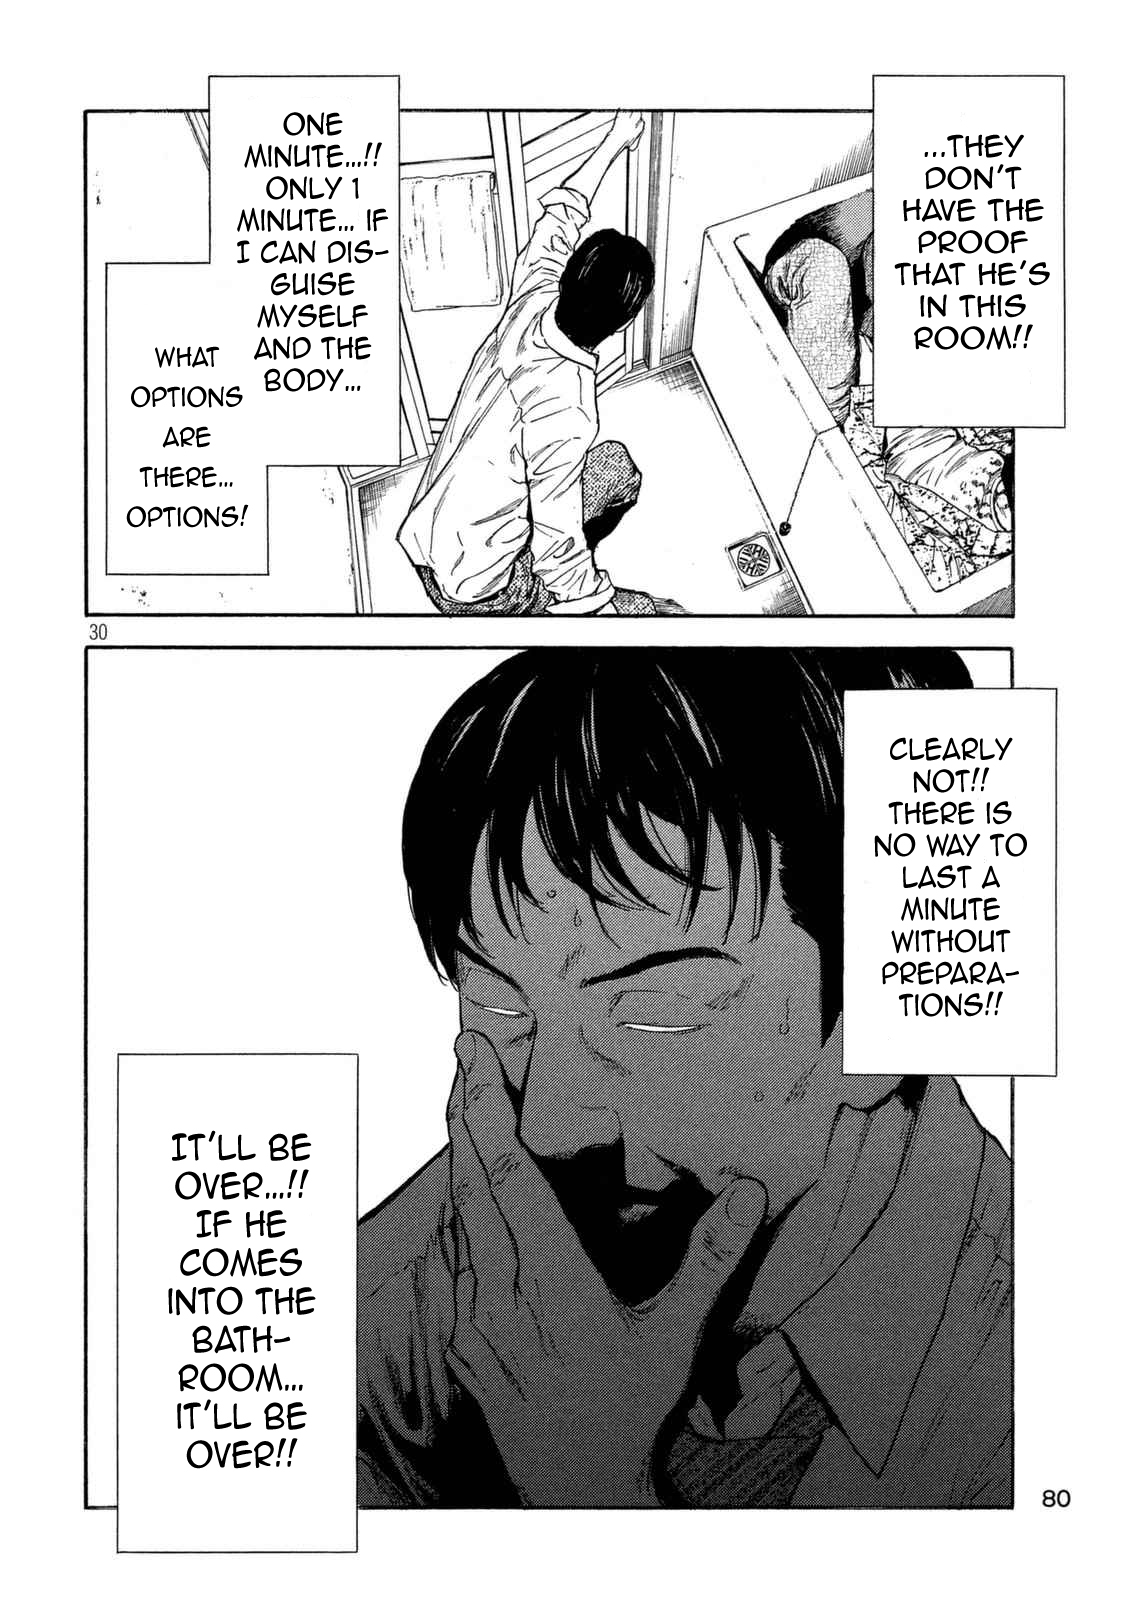 ...THEY
DON'T
HAVE THE
PROOF
THAT HE'S
IN THIS
ROOM!!
ONE
MINUTE...!!
ONLY 1
MINUTE... IF
I CAN DIS-
GUISE
MYSELF
AND THE
BODY...
WHAT
OPTIONS
ARE
THERE...
OPTIONS!
30
CLEARLY
NOT!!
THERE IS
NO WAY TO
LAST A
MINUTE
WITHOUT
PREPARA-
TIONS!!
IT'LL BE
OVER...!!
IF HE
COMES
INTO THE
BATH-
ROOM...
IT'LL BE
OVER!!
80